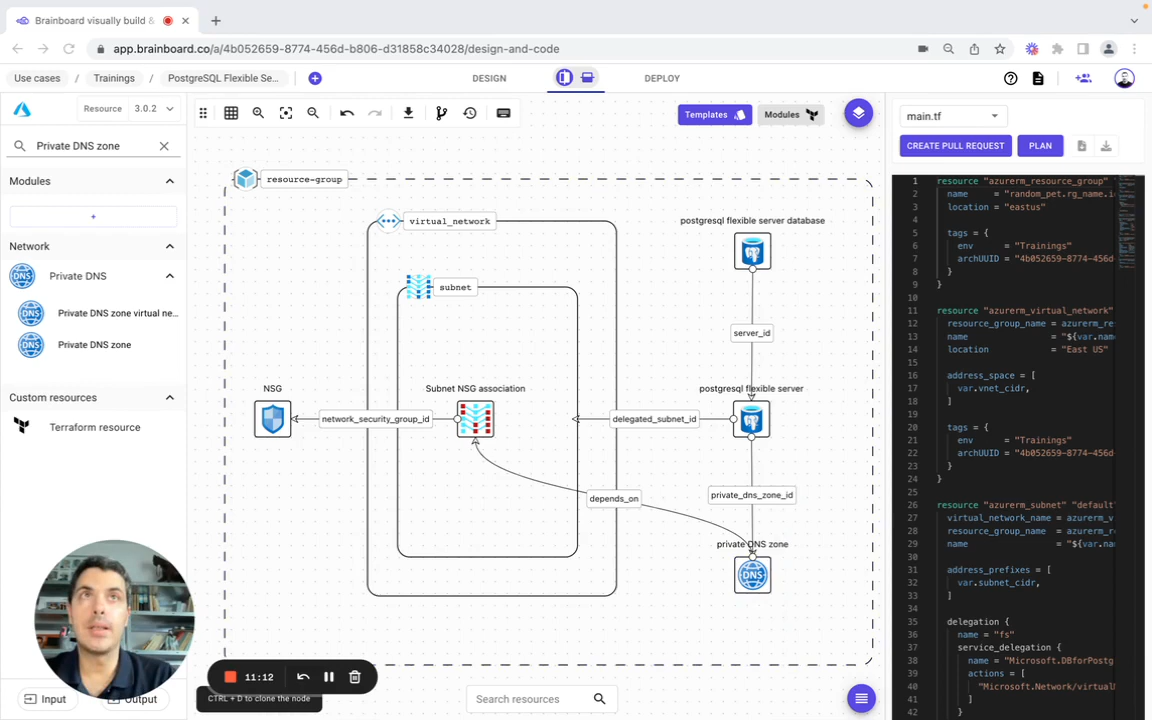 Brainboard visually build &
app.brainboard.co/a/4b052659-8774-456d-b806-d31858c34028/design-and-code
Use cases / Trainings / PostgreSQL Flexible Se...
DESIGN
DEPLOY
Resource 3.0.2
Private DNS zone
Modules
+
Network
DNS Private DNS
DNS Private DNS zone virtual ne...
DNS Private DNS zone
Custom resources
Terraform resource
Input
Output
Templates
Modules
resource-group
virtual_network
subnet
postgresql flexible server database
server_id
NSG
Subnet NSG association
postgresql flexible server
network_security_group_id
delegated_subnet_id
private_dns_zone_id
depends_on
private DNS zone
DNS
11:12
CTRL + D to clone the node
Search resources
main.tf
CREATE PULL REQUEST
PLAN
1 resource "azurerm_resource_group"
2 name = "random_pet.rg_name.i
3 location = "eastus"
4
5 tags = {
6 env = "Trainings"
7 archUUID = "4b052659-8774-456d
8 }
9 }
10
11 resource "azurerm_virtual_network"
12 resource_group_name = azurerm_re
13 name = "${var.nam
14 location = "East US"
15
16 address_space = [
17 var.vnet_cidr,
18 ]
19
20 tags = {
21 env = "Trainings"
22 archUUID = "4b052659-8774-456d
23 }
24 }
25
26 resource "azurerm_subnet" "default
27 virtual_network_name = azurerm_v
28 resource_group_name = azurerm_r
29 name = "${va
30
31 address_prefixes = [
32 var.subnet_cidr,
33 ]
34
35 delegation {
36 name = "fs"
37 service_delegation {
38 name = "Microsoft.DBforPostg
39 actions = [
40 "Microsoft.Network/virtual
41 ]
42 }